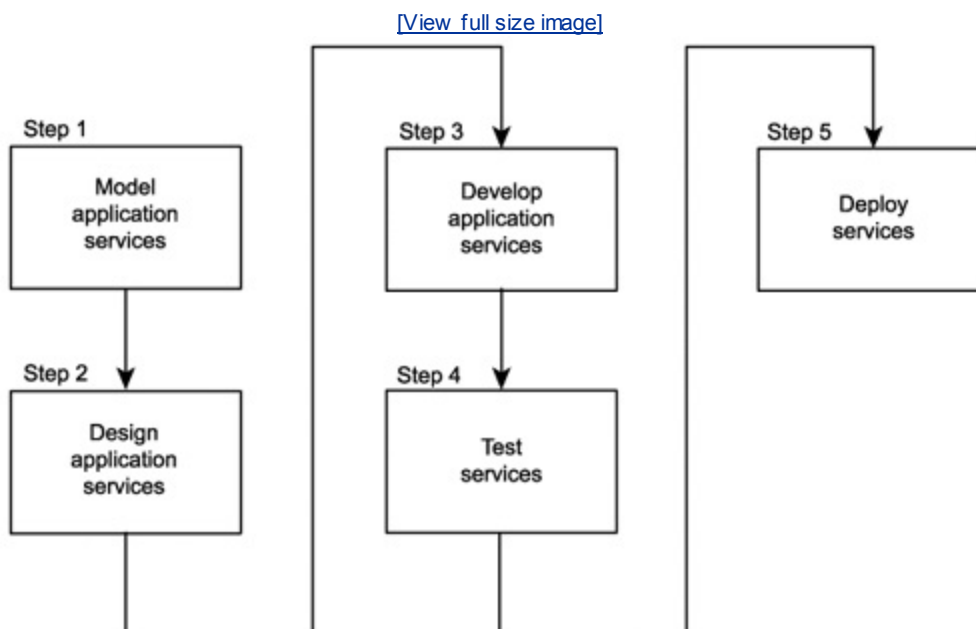 [View full size image]
Step 1
Model
application
services
Step 2
Design
application
services
Step 3
Develop
application
services
Step 4
Test
services
Step 5
Deploy
services